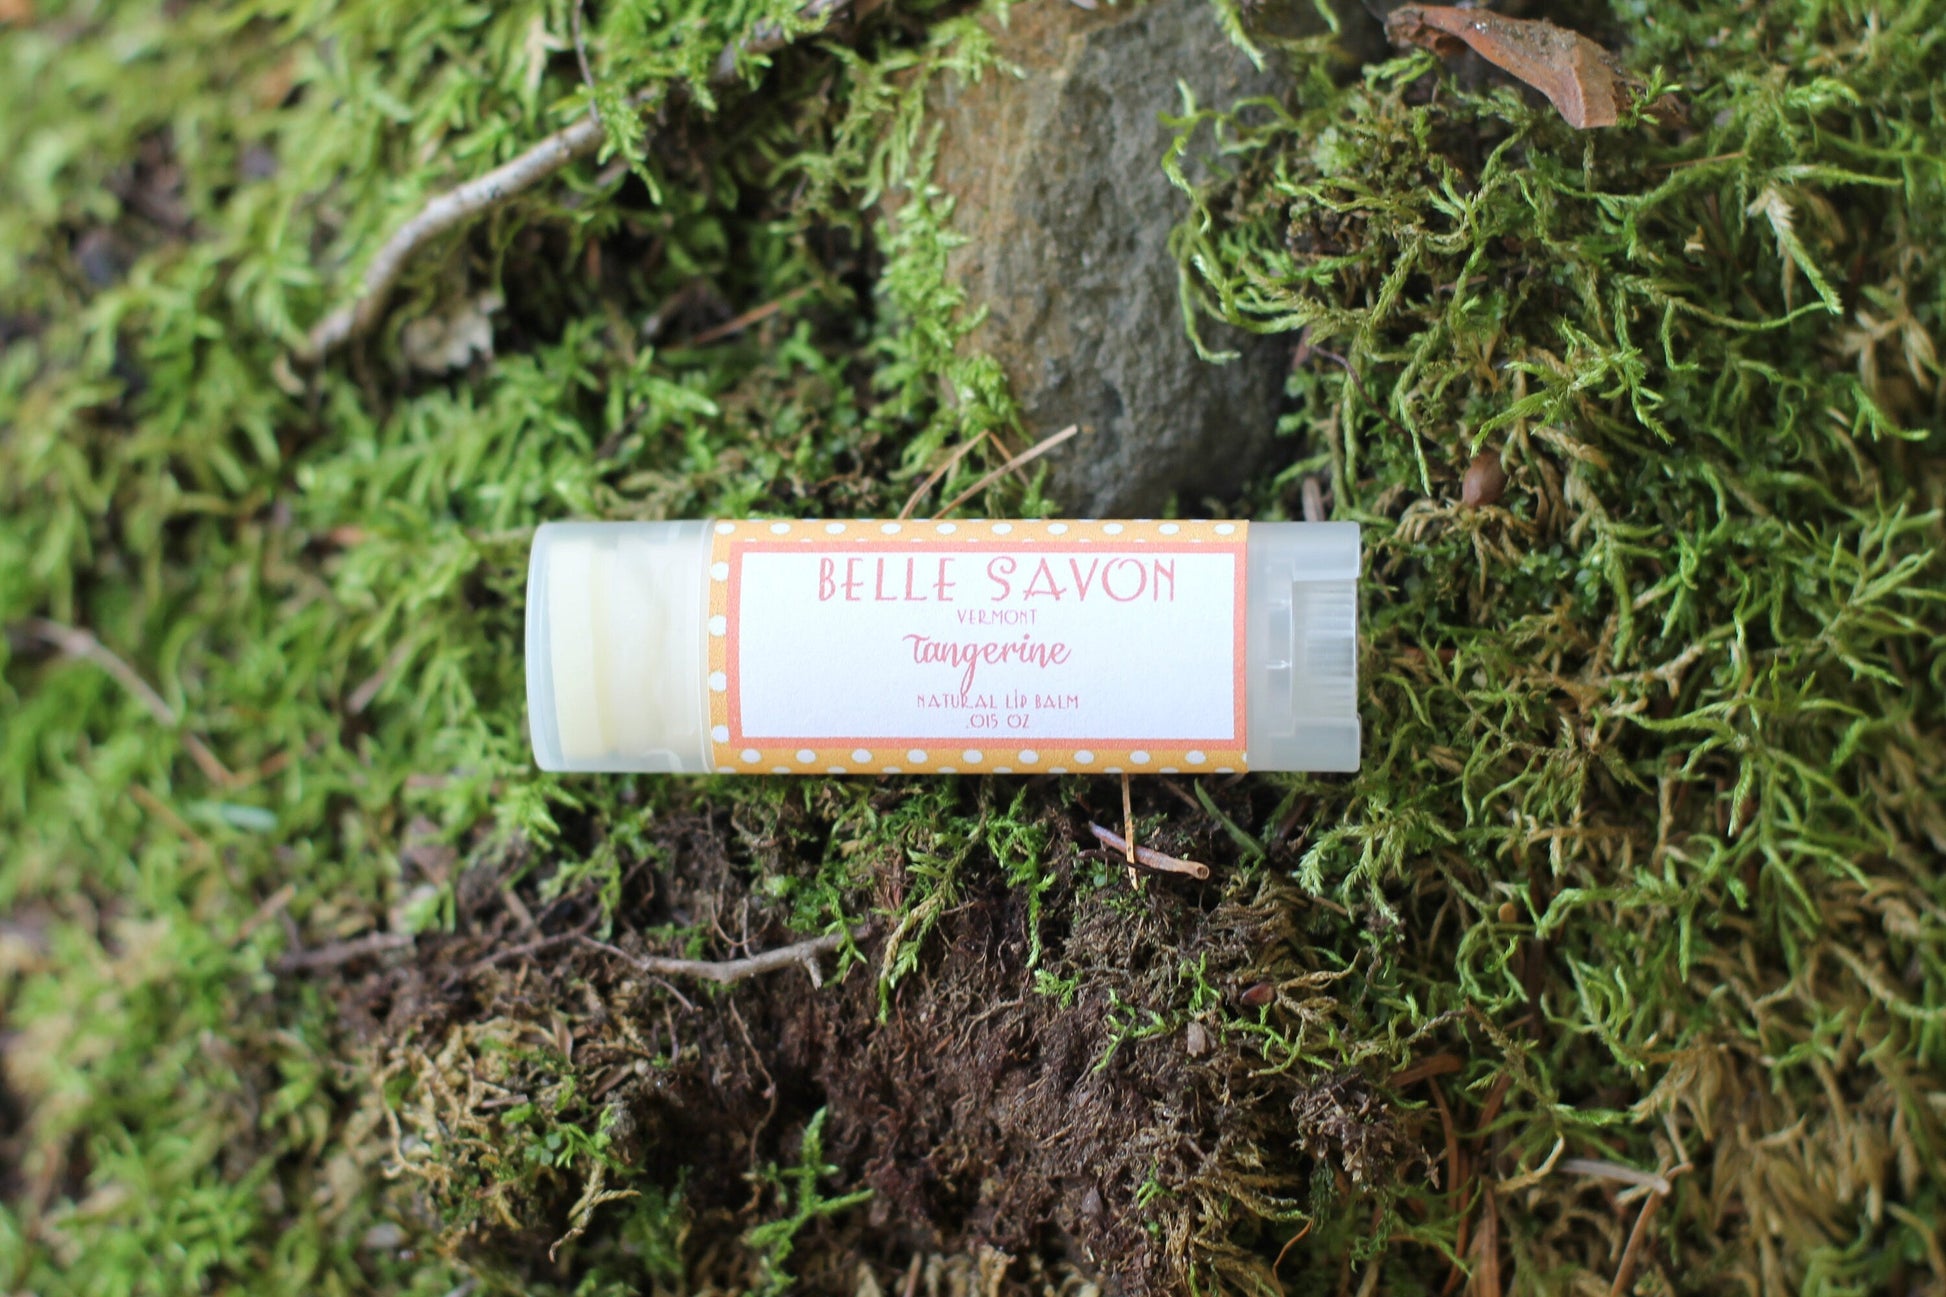 BELLE SAVON
VERMONT
Tangerine
NATURAL LIP BALM
.015 OZ